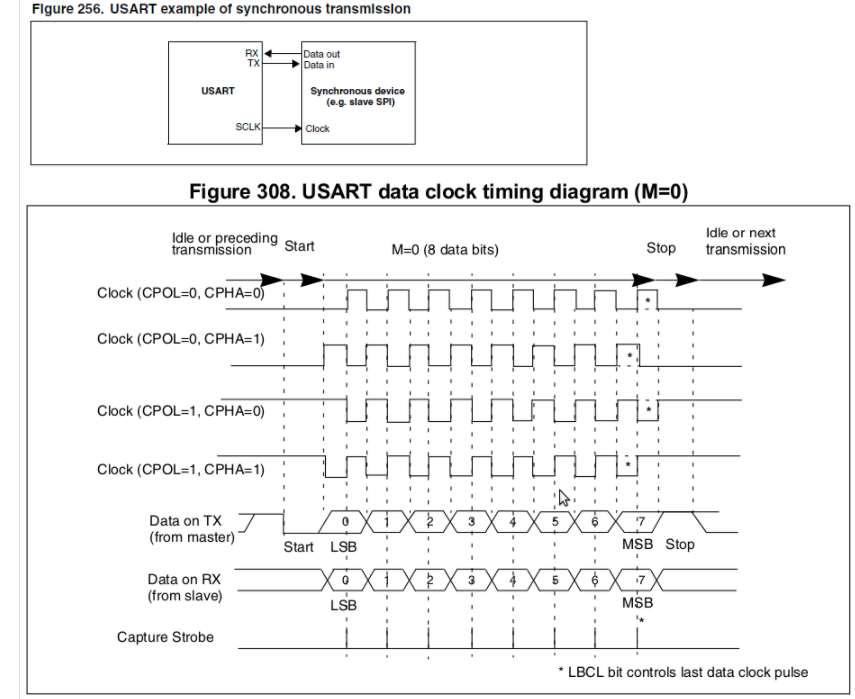 Figure 256. USART example of synchronous transmission
RX
Data out
TX
Data in
USART
Synchronous device
(e.g. slave SPI)
SCLK
Clock
Figure 308. USART data clock timing diagram (M=0)
Idle or preceding
transmission
Start
M=0 (8 data bits)
Stop
Idle or next
transmission
Clock (CPOL=0, CPHA=0)
*
Clock (CPOL=0, CPHA=1)
*
Clock (CPOL=1, CPHA=0)
*
Clock (CPOL=1, CPHA=1)
*
Data on TX
(from master)
0 1 2 3 4 5 6 7
Start LSB MSB Stop
Data on RX
(from slave)
0 1 2 3 4 5 6 7
LSB MSB
*
Capture Strobe
* LBCL bit controls last data clock pulse